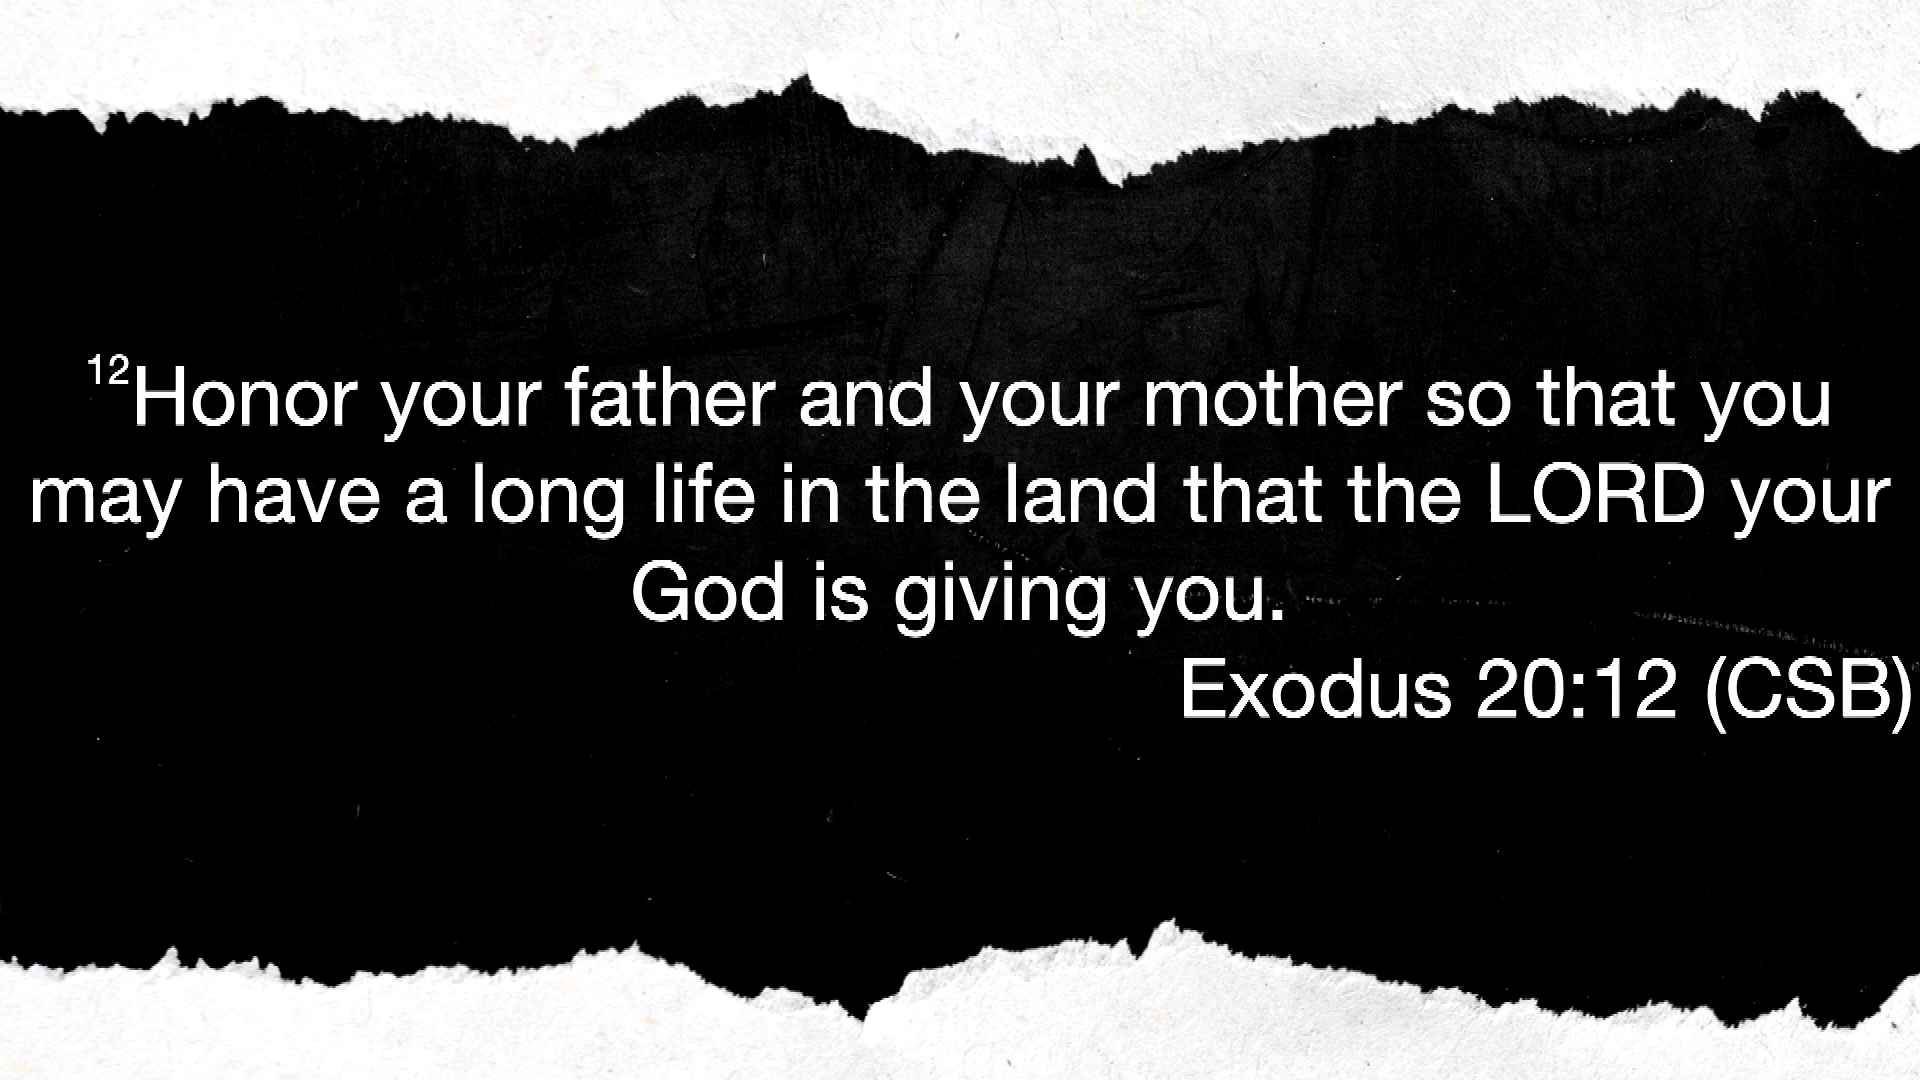 12Honor your father and your mother so that you
may have a long life in the land that the LORD your
God is giving you.
Exodus 20:12 (CSB)